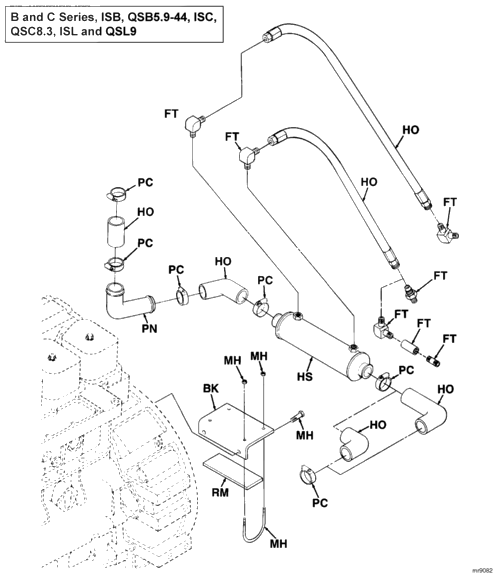 B and C Series, ISB, QSB5.9-44, ISC,
QSC8.3, ISL and QSL9
FT
FT
HO
PC
HO
HO
FT
PC
PC
HO
PC
FT
PN
FT
FT
FT
MH
MH
HS
PC
BK
HO
MH
HO
RM
PC
MH
mr9082